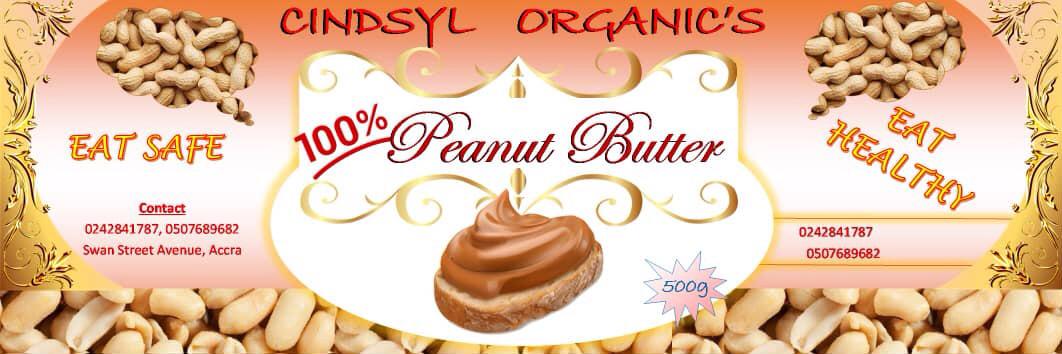 CINDSYL ORGANIC'S
100% Peanut Butter
EAT SAFE
Contact
0242841787, 0507689682
Swan Street Avenue, Accra
500g
EAT
HEALTHY
0242841787
0507689682